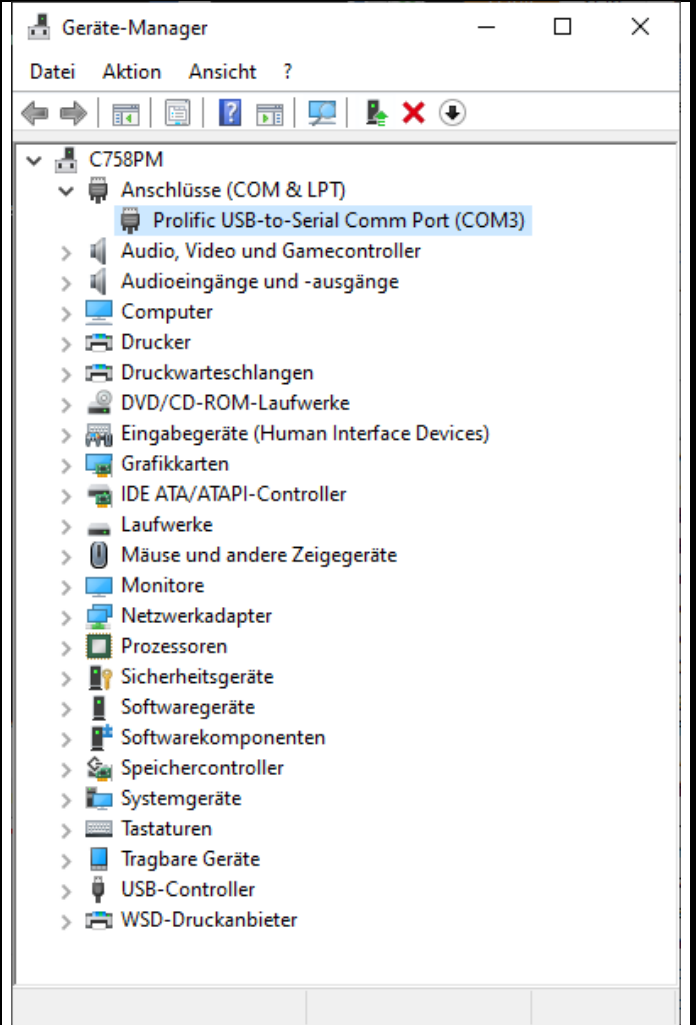 Geräte-Manager
Datei Aktion Ansicht ?
C758PM
Anschlüsse (COM & LPT)
Prolific USB-to-Serial Comm Port (COM3)
Audio, Video und Gamecontroller
Audioeingänge und -ausgänge
Computer
Drucker
Druckwarteschlangen
DVD/CD-ROM-Laufwerke
Eingabegeräte (Human Interface Devices)
Grafikkarten
IDE ATA/ATAPI-Controller
Laufwerke
Mäuse und andere Zeigegeräte
Monitore
Netzwerkadapter
Prozessoren
Sicherheitsgeräte
Softwaregeräte
Softwarekomponenten
Speichercontroller
Systemgeräte
Tastaturen
Tragbare Geräte
USB-Controller
WSD-Druckanbieter